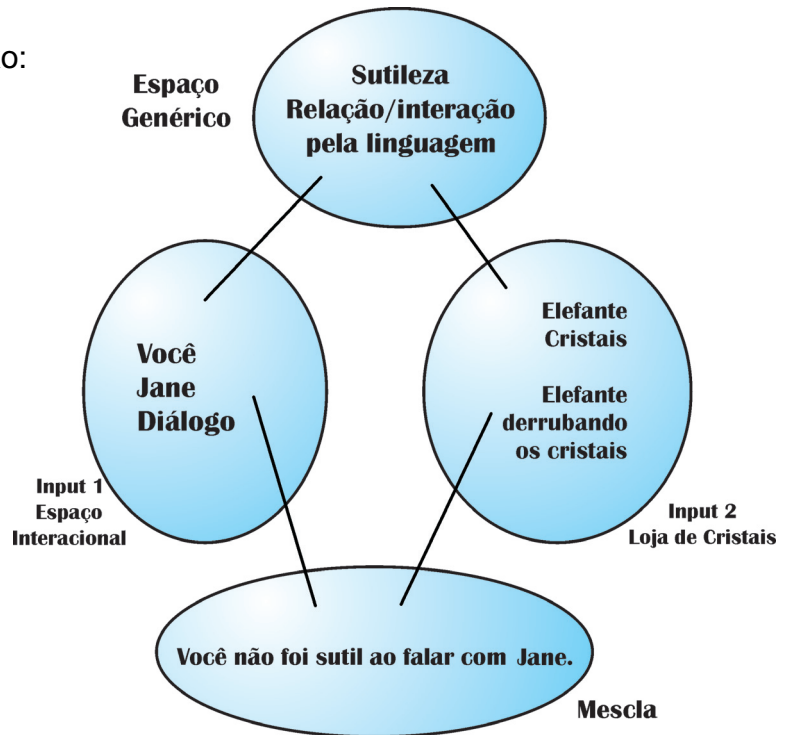 o:
Espaço
Genérico
Sutileza
Relação/interação
pela linguagem
Você
Jane
Diálogo
Elefante
Cristais
Elefante
derrubando
os cristais
Input 1
Espaço
Interacional
Input 2
Loja de Cristais
Você não foi sutil ao falar com Jane.
Mescla